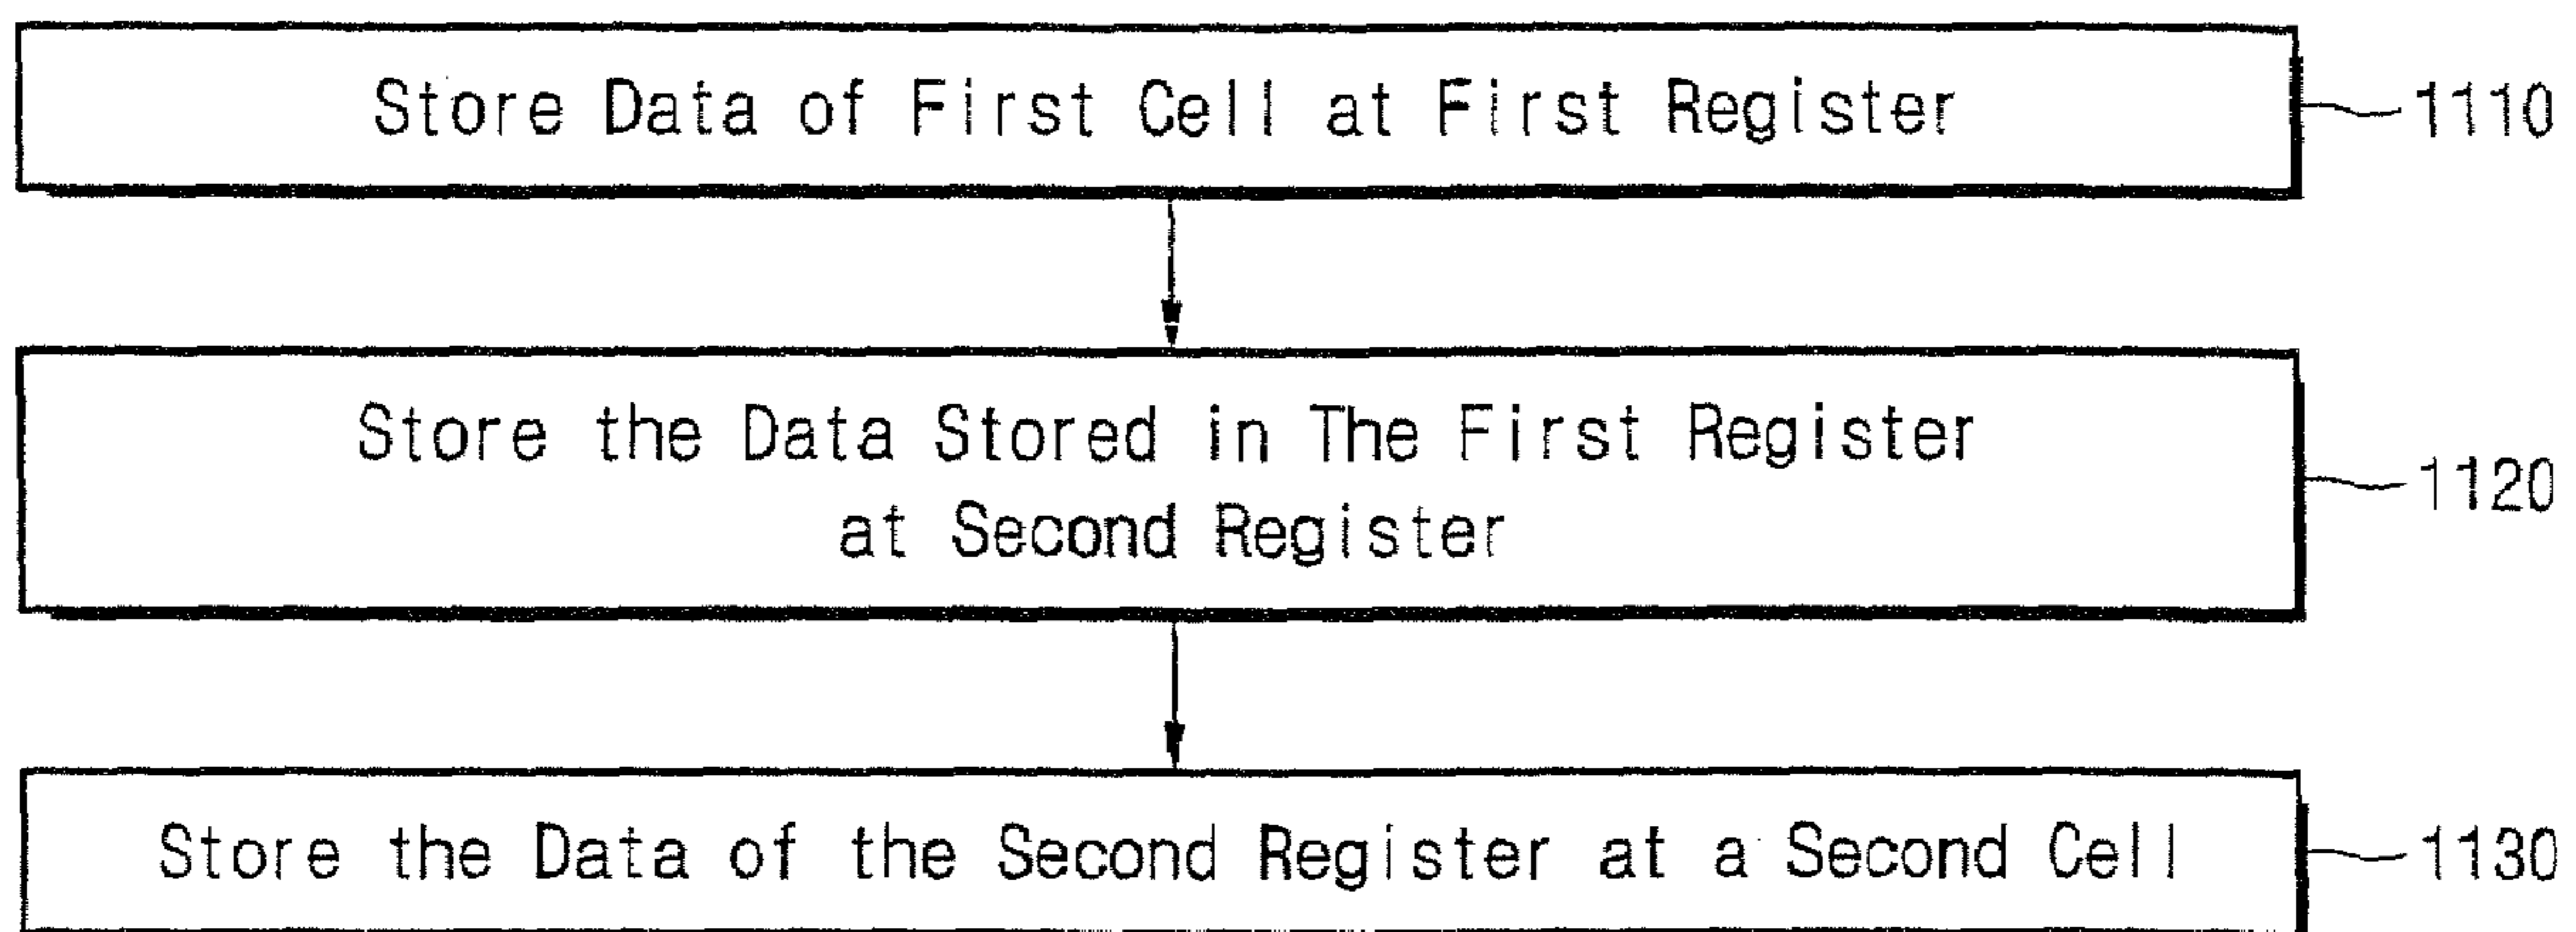 Store Data of First Cell at First Register
1110
Store the Data Stored in The First Register
at Second Register
1120
Store the Data of the Second Register at a Second Cell
1130